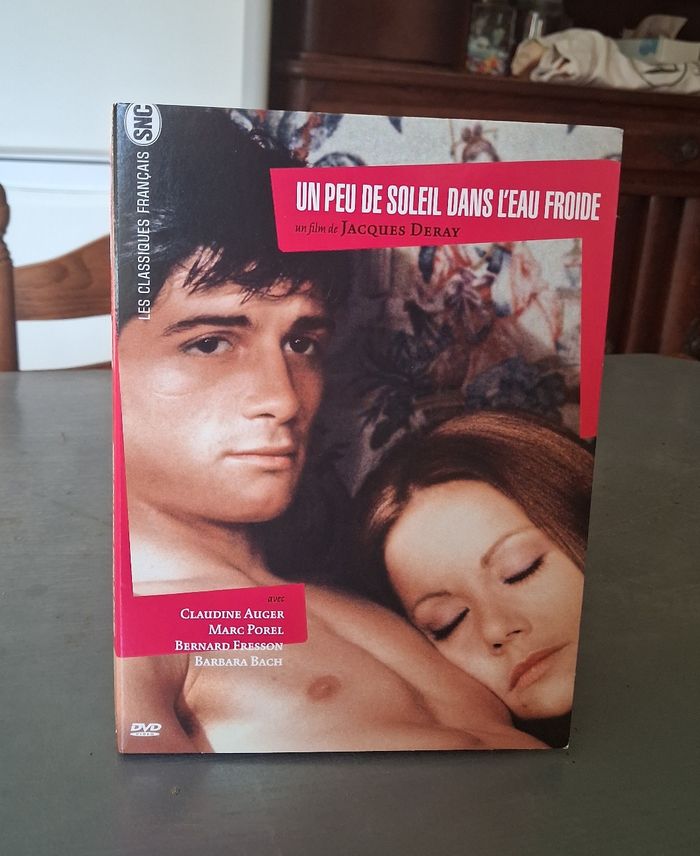 SNC
LES CLASSIQUES FRANÇAIS
UN PEU DE SOLEIL DANS L'EAU FROIDE
un film de JACQUES DERAY
avec
CLAUDINE AUGER
MARC POREL
BERNARD FRESSON
BARBARA BACH
DVD
VIDEO